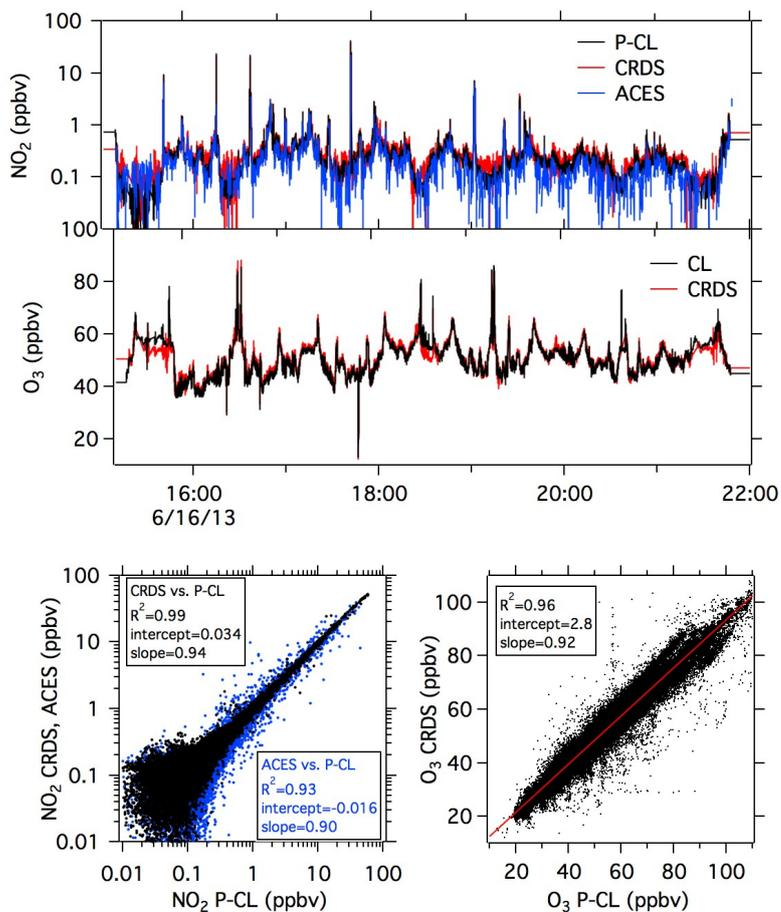 100
10
1
0.1
100
NO2 (ppbv)
P-CL
CRDS
ACES
80
60
40
20
O3 (ppbv)
CL
CRDS
16:00
18:00
20:00
22:00
6/16/13
100
10
1
0.1
0.01
NO2 CRDS, ACES (ppbv)
CRDS vs. P-CL
R2=0.99
intercept=0.034
slope=0.94
ACES vs. P-CL
R2=0.93
intercept=-0.016
slope=0.90
0.01
0.1
1
10
100
NO2 P-CL (ppbv)
100
80
60
40
20
O3 CRDS (ppbv)
R2=0.96
intercept=2.8
slope=0.92
20
40
60
80
100
O3 P-CL (ppbv)